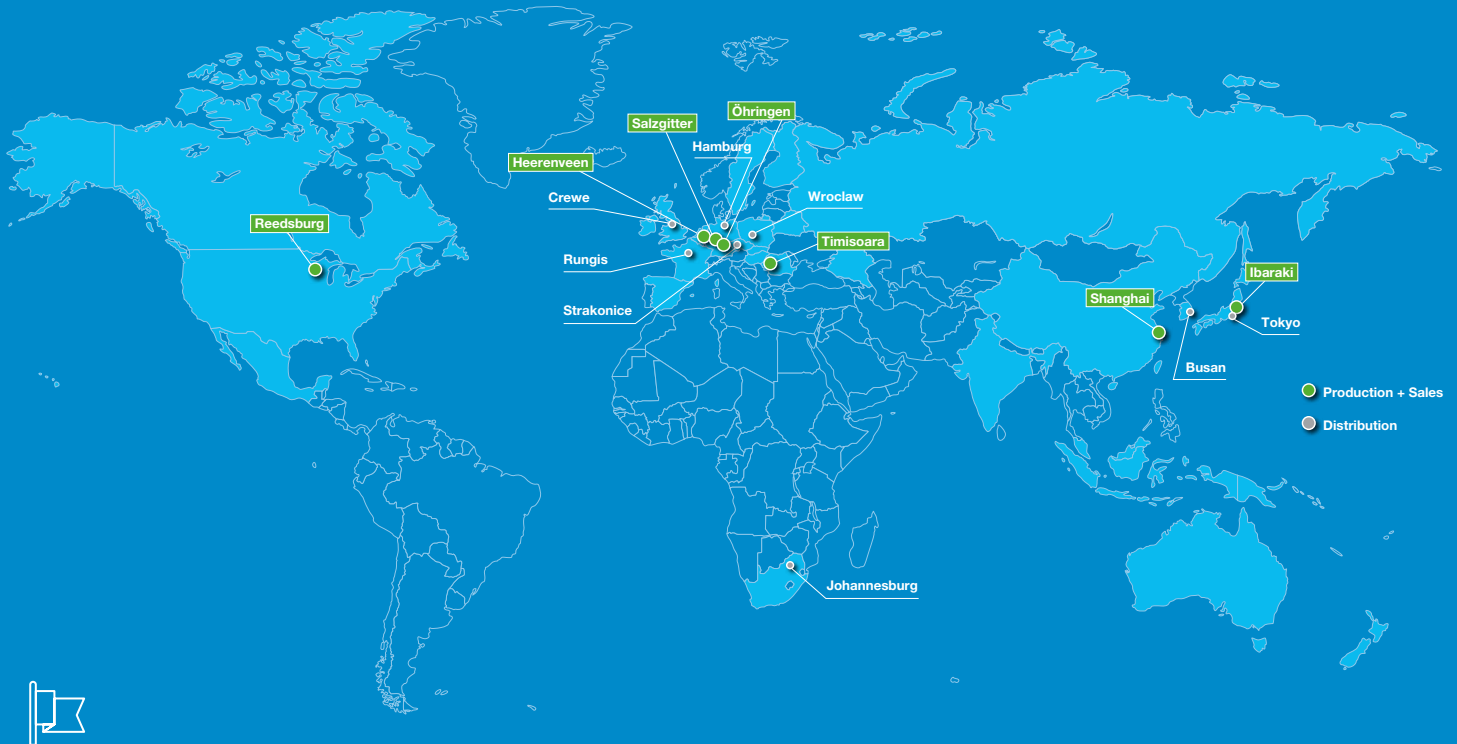 Öhringen
Salzgitter
Hamburg
Heerenveen
Crewe
Wroclaw
Reedsburg
Timisoara
Rungis
Ibaraki
Shanghai
Strakonice
Tokyo
Busan
Production + Sales
Distribution
Johannesburg